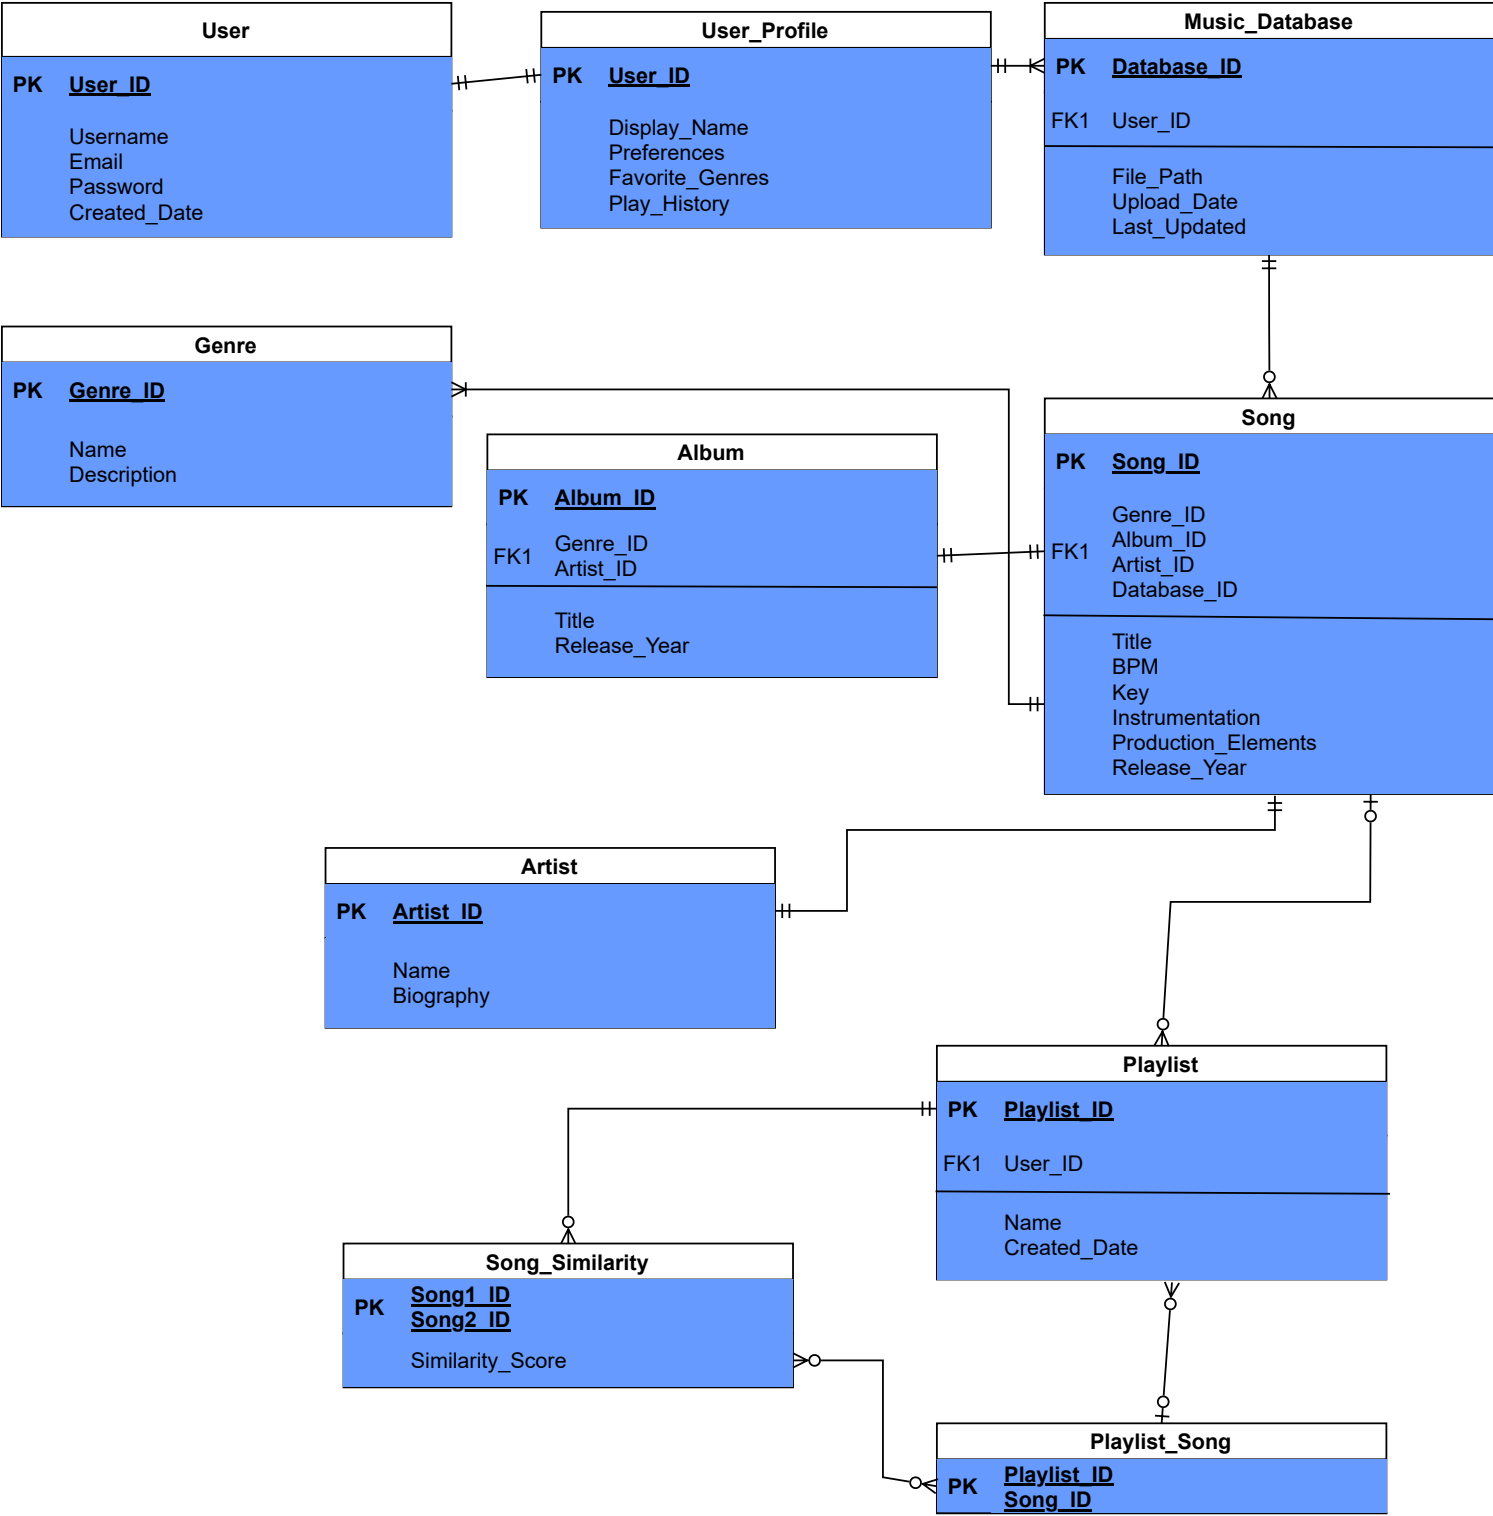 User
PK User_ID
Username
Email
Password
Created_Date
User_Profile
PK User_ID
Display_Name
Preferences
Favorite_Genres
Play_History
Music_Database
PK Database_ID
FK1 User_ID
File_Path
Upload_Date
Last_Updated
Genre
PK Genre_ID
Name
Description
Album
PK Album_ID
Genre_ID
FK1
Artist_ID
Title
Release_Year
Song
PK Song_ID
Genre_ID
Album_ID
FK1
Artist_ID
Database_ID
Title
BPM
Key
Instrumentation
Production_Elements
Release_Year
Artist
PK Artist_ID
Name
Biography
Playlist
PK Playlist_ID
FK1 User_ID
Name
Created_Date
Song_Similarity
PK
Song1_ID
Song2_ID
Similarity_Score
Playlist_Song
PK
Playlist_ID
Song_ID